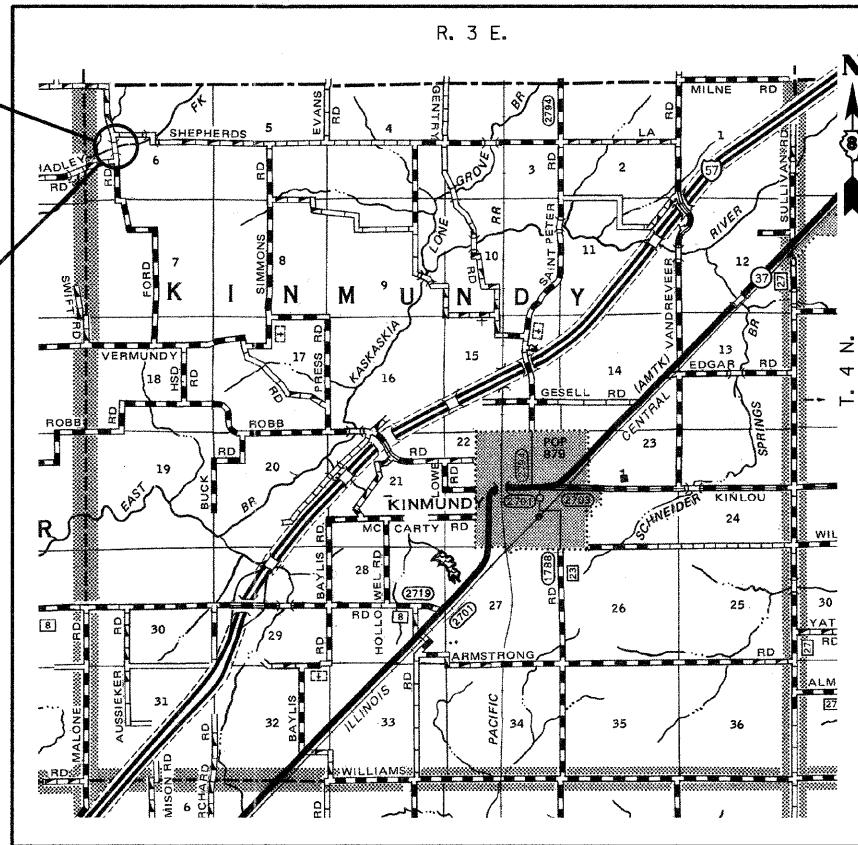 R. 3 E.
N
MILNE RD
FK
EVANS RD
GENTRY
BR
2794
SHEPHERDS
5
4
LA
1
HADLEY RD
RD
6
RD
GROVE
3
2
57
SULLIVAN RD
8
LONE
RR
SAINT PETER
RIVER
7
8
9
10
11
12
FORD
SIMMONS
RD
37
27
SWIFT RD
KINMUNDY
VANDREVEER
BR
T. 4 N.
VERMUNDY
17
PRESS RD
KASKASKIA
15
(AMTK)
13
18
HSD RD
RD
16
14
EDGAR RD
GESELL RD
CENTRAL
ROBB RD
ROBB
RD
22
POP 879
23
SPRINGS
19
RD
20
LOWE RD
BUCK
21
EAST
BR
KINMUNDY
2701
2703
KINLOU
R
MC CARTY RD
SCHNEIDER
24
WIL
BAYLIS
28
HOLLOWEL RD
1788
RD
23
2719
27
26
25
30
8
RD
30
29
RD
RD
8
2701
YAT
RD
27
ARMSTRONG RD
MALONE
AUSSIEKER
31
32
BAYLIS
ILLINOIS
33
RD
PACIFIC
34
35
36
ALM
27
RD
RD
WILLIAMS
6
MISON RD
RCHARD
RD
RD
RD